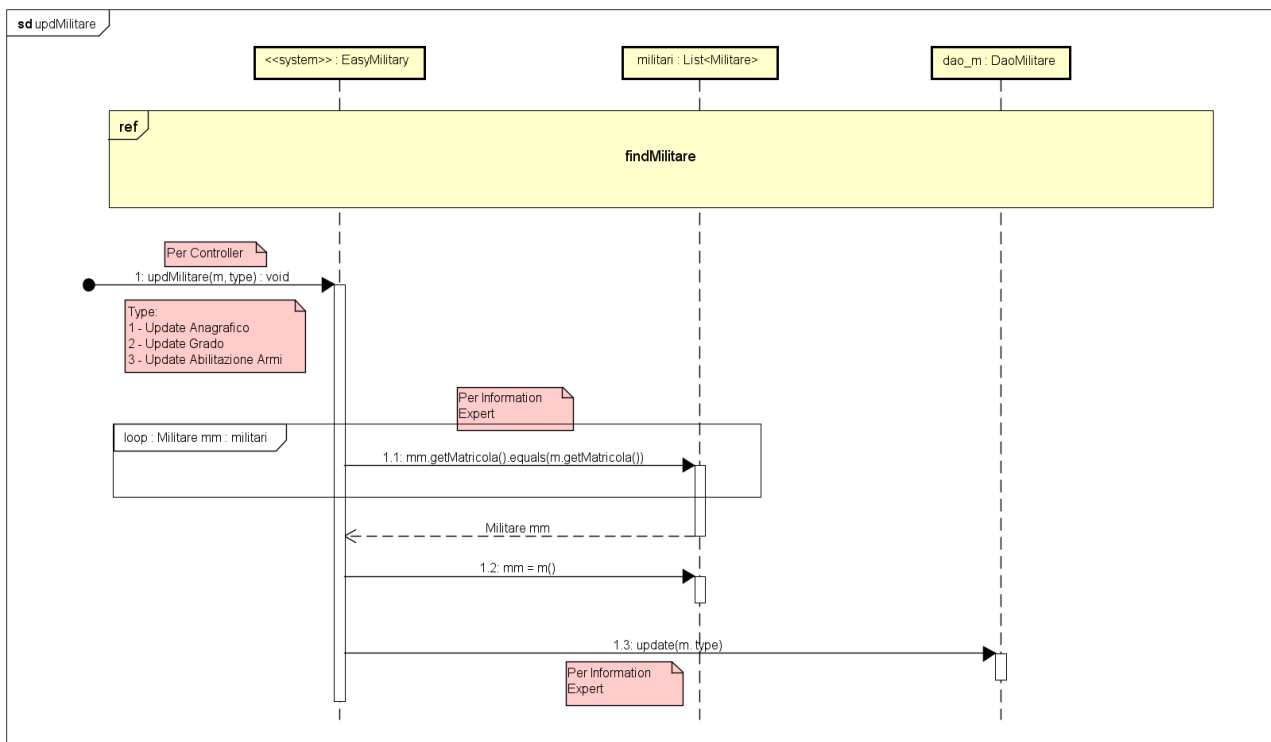 sd updMilitare
<<system>> : EasyMilitary
militari : List<Militare>
dao_m : DaoMilitare
ref
findMilitare
Per Controller
1: updMilitare(m, type) : void
Type:
1 - Update Anagrafico
2 - Update Grado
3 - Update Abilitazione Armi
Per Information
Expert
loop : Militare mm : militari
1.1: mm.getMatricola().equals(m.getMatricola())
Militare mm
1.2: mm = m()
1.3: update(m. type)
Per Information
Expert